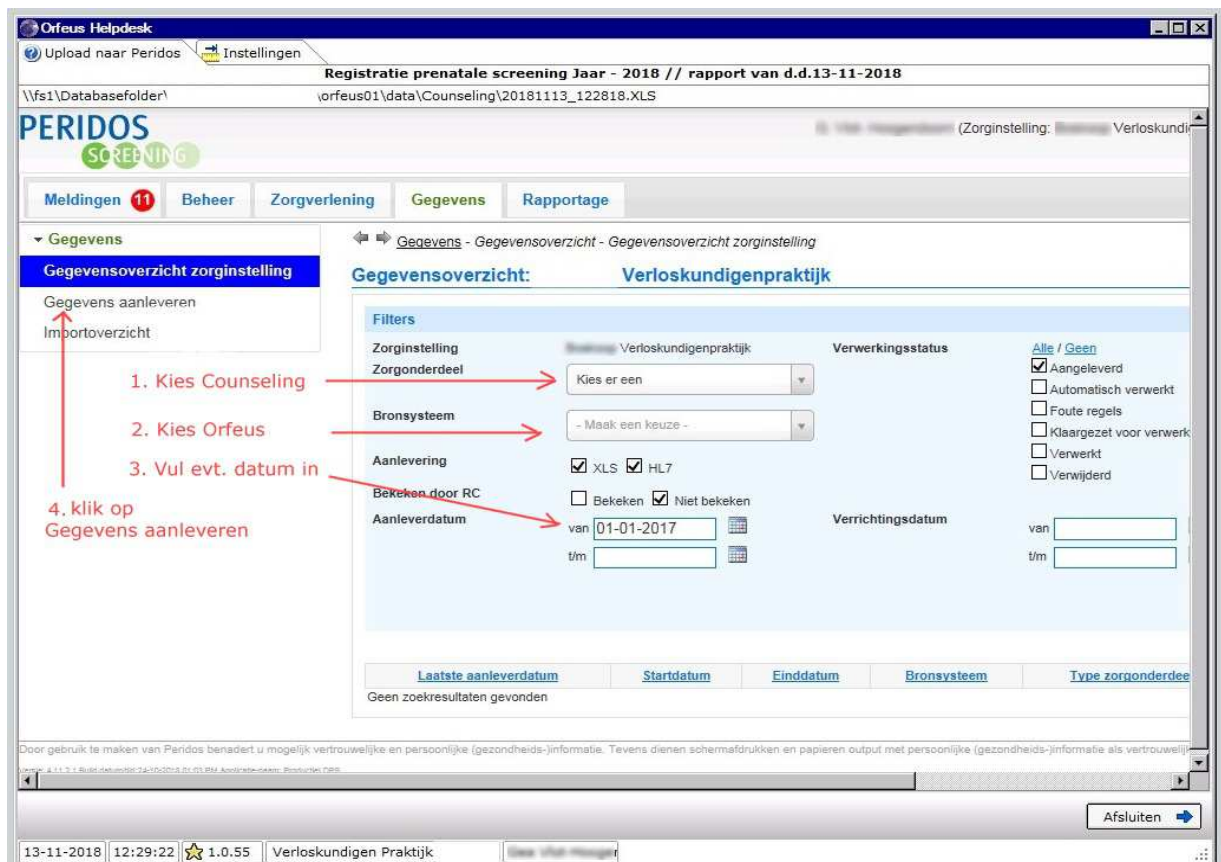 Orfeus Helpdesk
Upload naar Peridos Instellingen
Registratie prenatale screening Jaar - 2018 // rapport van d.d.13-11-2018
\\fs1\Databasefolder\ \orfeus01\data\Counseling\20181113_122818.XLS
PERIDOS
SCREENING
(Zorginstelling: Verloskundi
Meldingen 11 Beheer Zorgverlening Gegevens Rapportage
Gegevens
Gegevensoverzicht zorginstelling
Gegevens aanleveren
Importoverzicht
Gegevens - Gegevensoverzicht - Gegevensoverzicht zorginstelling
Gegevensoverzicht: Verloskundigenpraktijk
Filters
Zorginstelling Verloskundigenpraktijk
Zorgonderdeel Kies er een
Bronsysteem - Maak een keuze -
Aanlevering XLS HL7
Bekeken door RC Bekeken Niet bekeken
Aanleverdatum van 01-01-2017
t/m
Verwerkingsstatus Alle / Geen
Aangeleverd
Automatisch verwerkt
Foute regels
Klaargezet voor verwerk
Verwerkt
Verwijderd
Verrichtingsdatum van
t/m
1. Kies Counseling
2. Kies Orfeus
3. Vul evt. datum in
4. klik op
Gegevens aanleveren
Laatste aanleverdatum Startdatum Einddatum Bronsysteem Type zorgonderdee
Geen zoekresultaten gevonden
Door gebruik te maken van Peridos benadert u mogelijk vertrouwelijke en persoonlijke (gezondheids-)informatie. Tevens dienen schermafdrukken en papieren output met persoonlijke (gezondheids-)informatie als vertrouwelij
Afsluiten
13-11-2018 12:29:22 1.0.55 Verloskundigen Praktijk